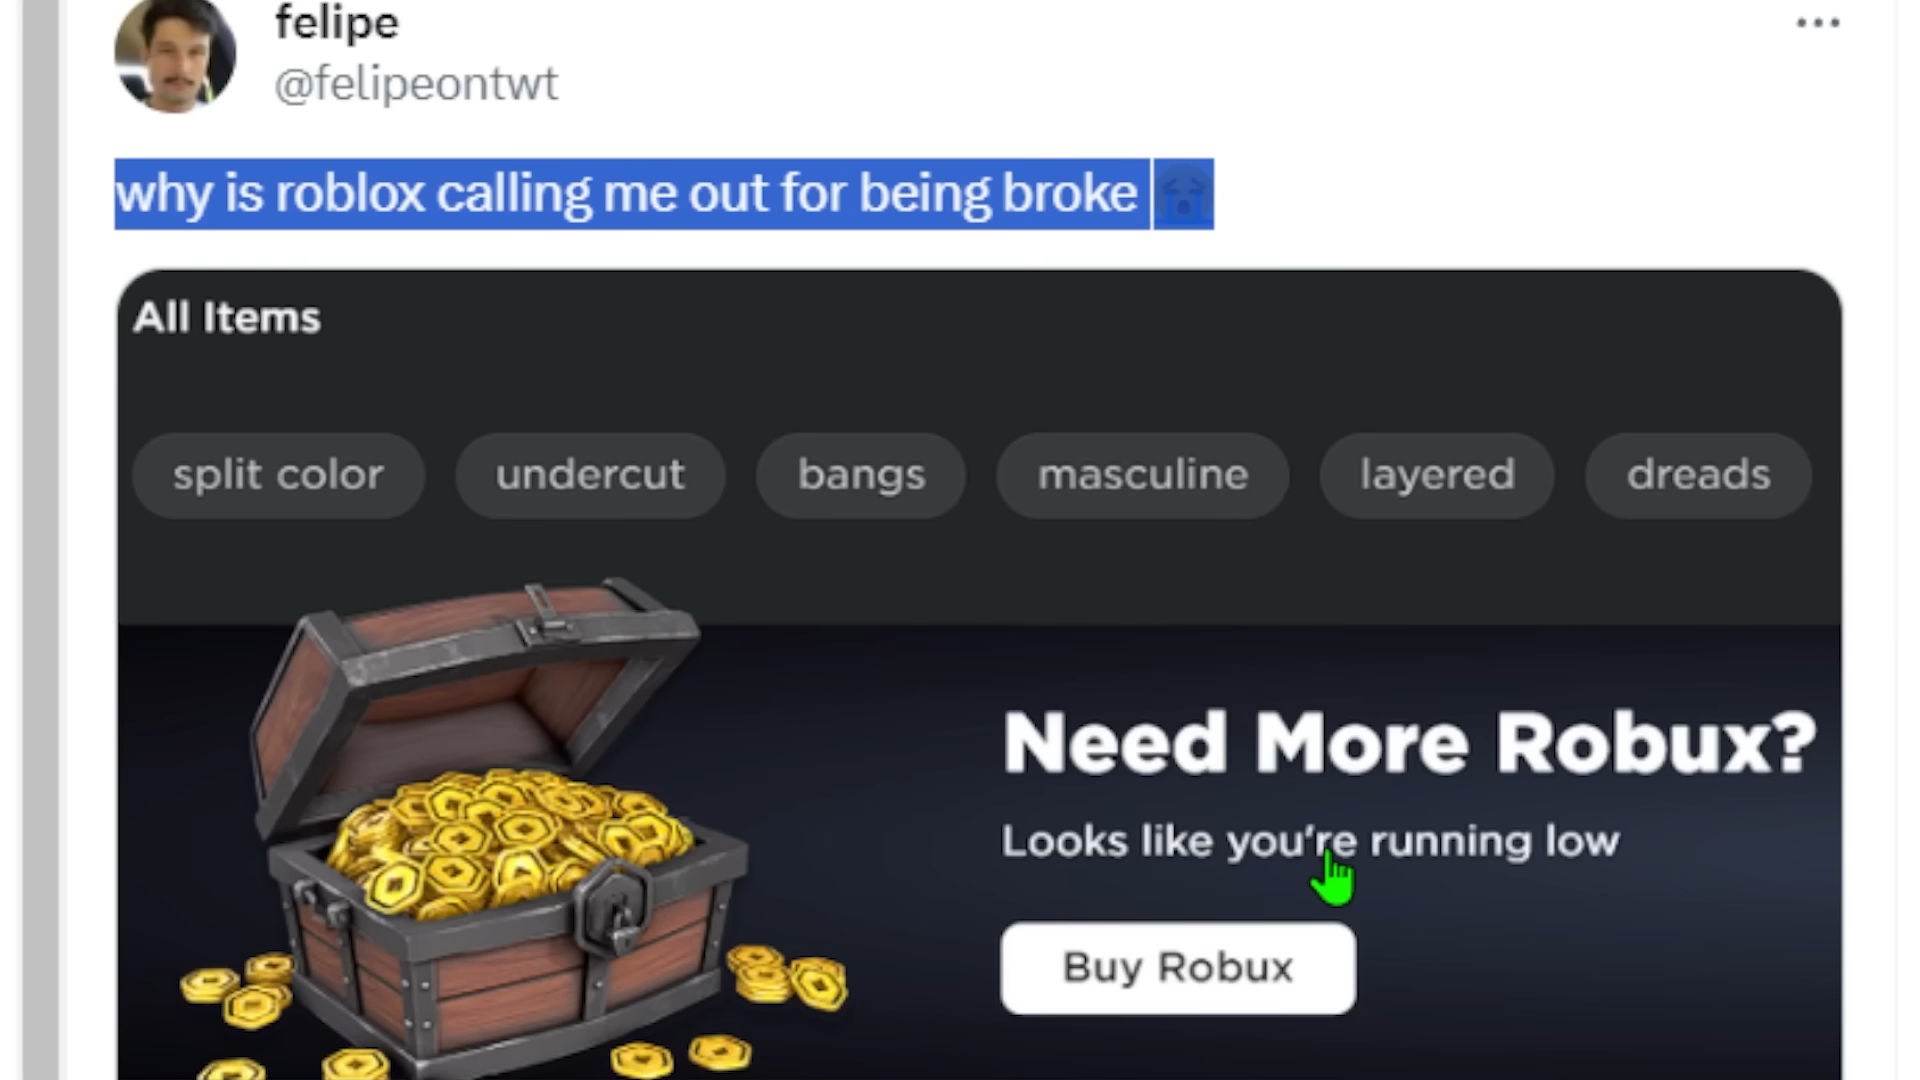 felipe
@felipeontwt
why is roblox calling me out for being broke 😭
All Items
split color undercut bangs masculine layered dreads
Need More Robux?
Looks like you're running low
Buy Robux